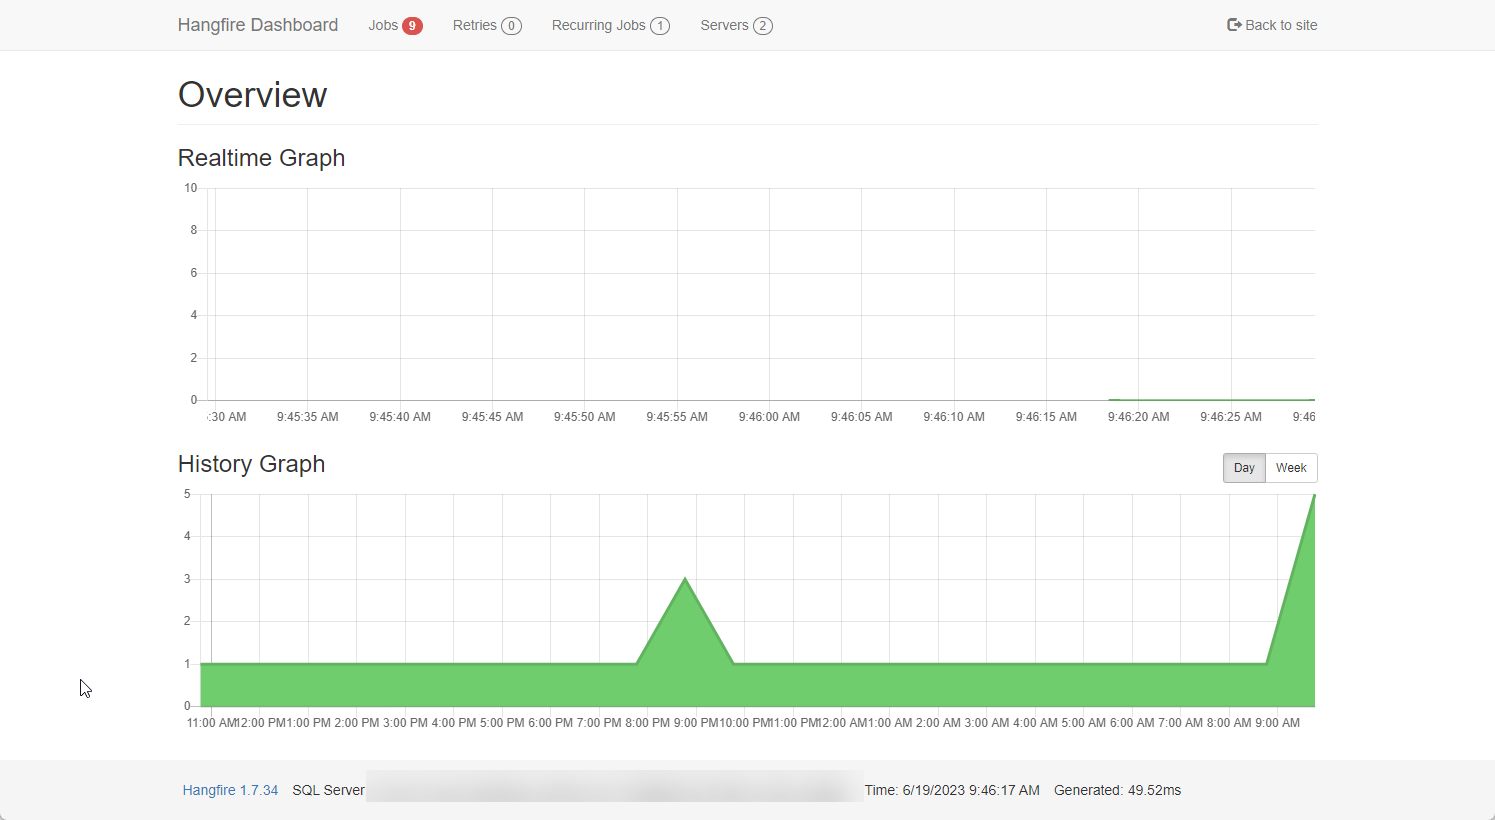 Hangfire Dashboard Jobs 9 Retries 0 Recurring Jobs 1 Servers 2 Back to site
Overview
Realtime Graph
10
8
6
4
2
0
:30 AM 9:45:35 AM 9:45:40 AM 9:45:45 AM 9:45:50 AM 9:45:55 AM 9:46:00 AM 9:46:05 AM 9:46:10 AM 9:46:15 AM 9:46:20 AM 9:46:25 AM 9:46
History Graph Day Week
5
4
3
2
1
0
11:00 AM 12:00 PM 1:00 PM 2:00 PM 3:00 PM 4:00 PM 5:00 PM 6:00 PM 7:00 PM 8:00 PM 9:00 PM 10:00 PM 11:00 PM 12:00 AM 1:00 AM 2:00 AM 3:00 AM 4:00 AM 5:00 AM 6:00 AM 7:00 AM 8:00 AM 9:00 AM
Hangfire 1.7.34 SQL Server Time: 6/19/2023 9:46:17 AM Generated: 49.52ms